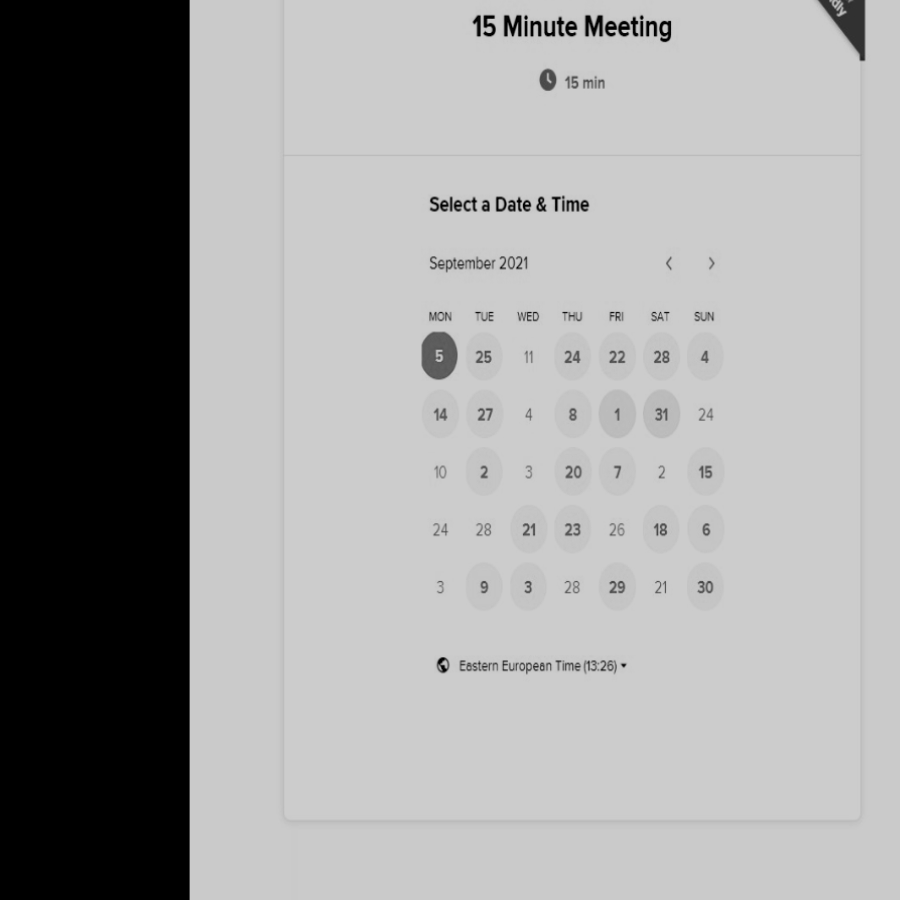 15 Minute Meeting
15 min
Select a Date & Time
September 2021
MON TUE WED THU FRI SAT SUN
5 25 11 24 22 28 4
14 27 4 8 1 31 24
10 2 3 20 7 2 15
24 28 21 23 26 18 6
3 9 3 28 29 21 30
Eastern European Time (13:26)